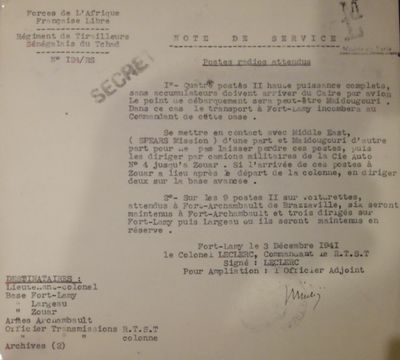 Forces de L'Afrique
Française Libre
Régiment de Tirailleurs
Sénégalais du Tchad
N° 124/RS
NOTE DE SERVICE
Musée de l'Armée
SECRET
Postes radios attendus
I°- Quatre postes II haute puissance complets,
sans accumulateurs doivent arriver du Caire par avion
Le point de débarquement sera peut-être Maidougouri.
Dans ce cas le transport à Fort-Lamy incombera au
Commandant de cette base.
Se mettre en contact avec Middle East,
( SPEARS Mission ) d'une part et Maidougouri d'autre
part pour ne pas laisser perdre ces postes, puis
les diriger par camions militaires de la Cie Auto
N° 4 jusqu'à Zouar. Si l'arrivée de ces postes à
Zouar a lieu après le départ de la colonne, en diriger
deux sur la base avancée .
2°- Sur les 9 postes II sur voiturettes,
attendus à Fort-Archambault de Brazzaville, six seront
maintenus à Fort-Archambault et trois dirigés sur
Fort-Lamy puis Largeau où ils seront maintenus en
réserve .
Fort-Lamy le 3 Décembre 1941
le Colonel LECLERC, Commandant le R.T.S.T
Signé : LECLERC
Pour Ampliation : l'Officier Adjoint
DESTINATAIRES :
Lieutenant-colonel
Base Fort-Lamy
" Largeau
" Zouar
Armes Archambault
Officier Transmissions R.T.S.T
" " " colonne
Archives (2)